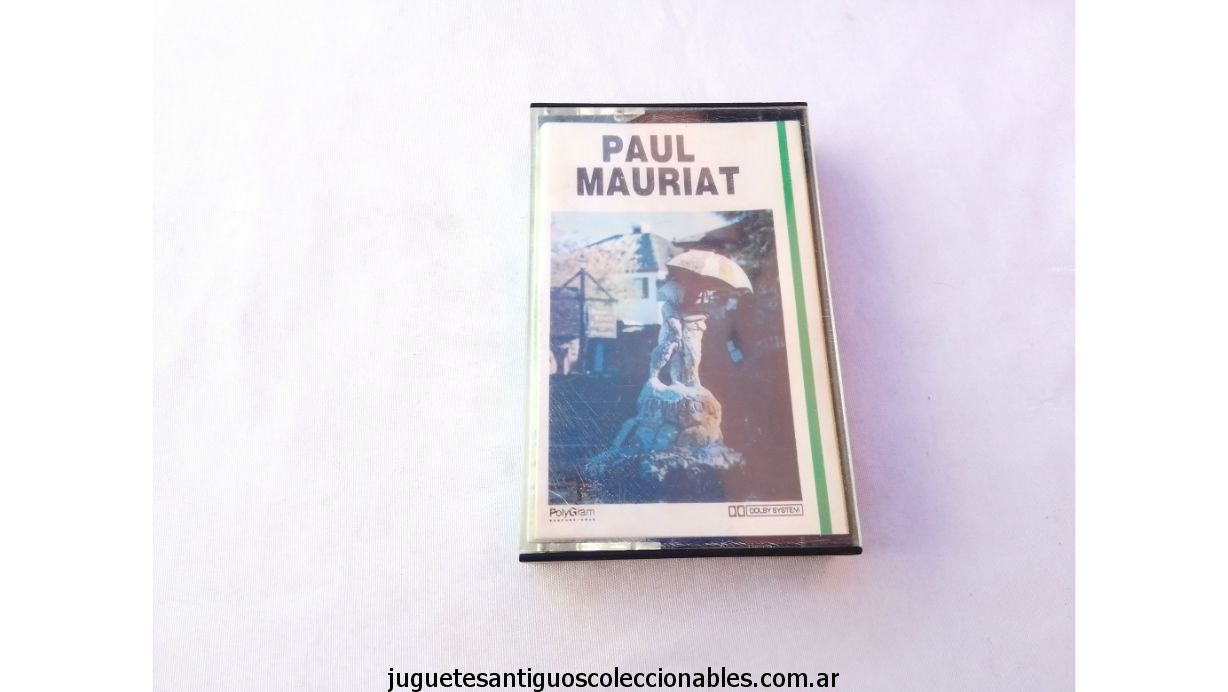 PAUL
MAURIAT
PolyGram
DOLBY SYSTEM
juguetesantiguoscoleccionables.com.ar